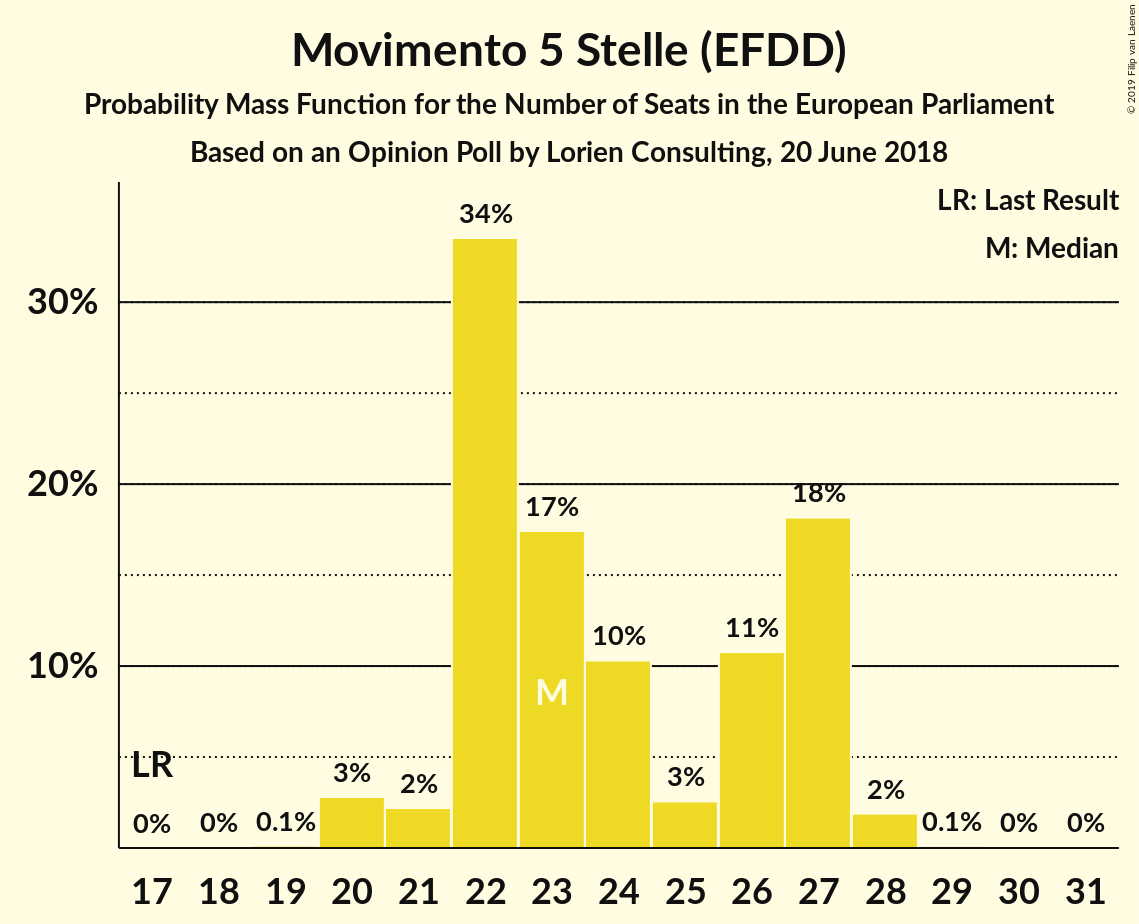 Movimento 5 Stelle (EFDD)
Probability Mass Function for the Number of Seats in the European Parliament
Based on an Opinion Poll by Lorien Consulting, 20 June 2018
© 2019 Filip van Laenen
LR: Last Result
M: Median
34%
30%
20%
18%
17%
11%
10%
10%
M
LR
3%
3%
2%
2%
0%
0%
0.1%
0.1%
0%
0%
17 18 19 20 21 22 23 24 25 26 27 28 29 30 31